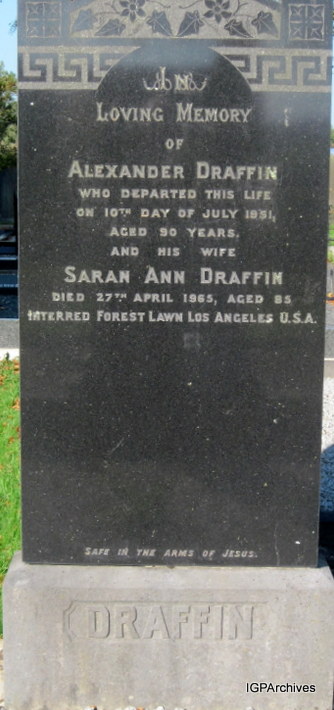 In
Loving Memory
of
Alexander Draffin
who departed this life
on 10th day of July 1951,
aged 90 years.
and his wife
Sarah Ann Draffin
died 27th April 1965, aged 85
interred Forest Lawn Los Angeles U.S.A.
Safe in the arms of Jesus.
DRAFFIN
IGPArchives